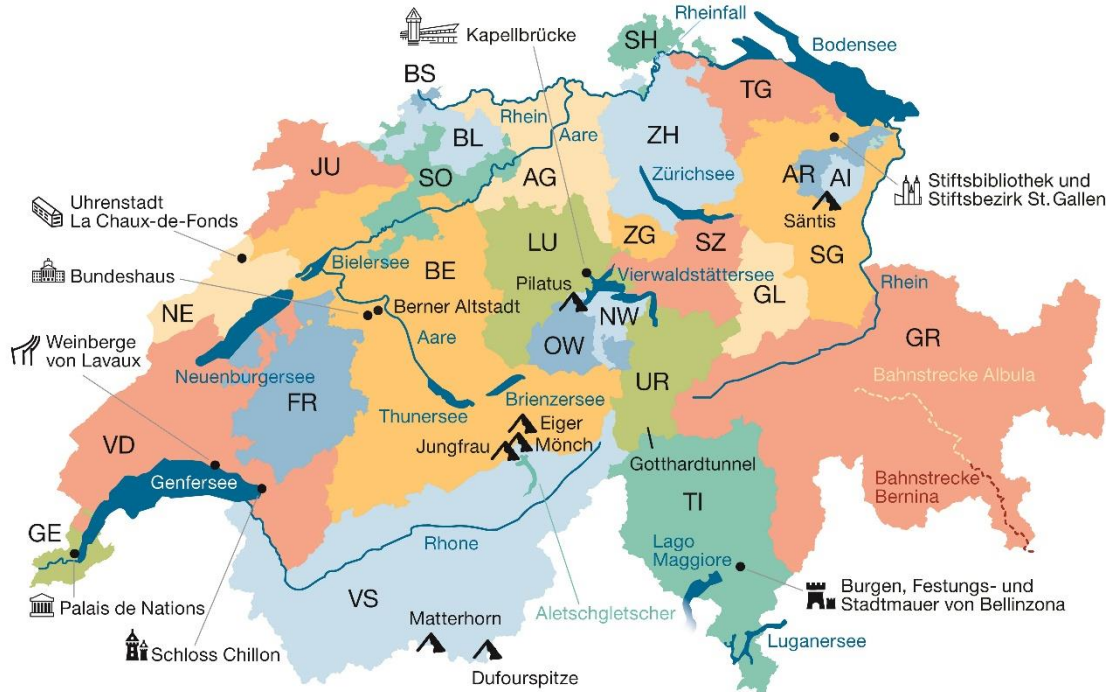 Rheinfall
Kapellbrücke
SH
Bodensee
BS
TG
Rhein
BL
Aare
ZH
JU
SO
AG
Zürichsee
AR
AI
Stiftsbibliothek und
Stiftsbezirk St. Gallen
Uhrenstadt
La Chaux-de-Fonds
Säntis
LU
ZG
SZ
SG
Bielersee
BE
Vierwaldstättersee
Bundeshaus
Pilatus
GL
Rhein
NE
Berner Altstadt
NW
GR
Weinberge
von Lavaux
Aare
OW
Neuenburgersee
UR
Bahnstrecke Albula
FR
Thunersee
Brienzersee
VD
Eiger
Jungfrau
Mönch
Gotthardtunnel
Genfersee
Bahnstrecke
Bernina
TI
GE
Rhone
Lago
Maggiore
VS
Palais de Nations
Aletschgletscher
Burgen, Festungs- und
Stadtmauer von Bellinzona
Matterhorn
Schloss Chillon
Luganersee
Dufourspitze